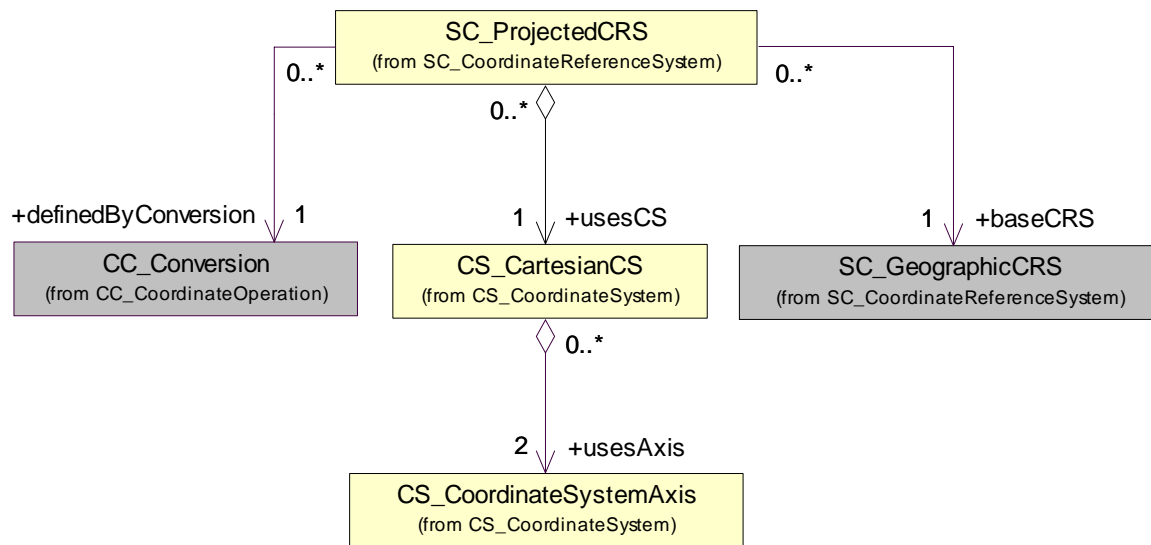 SC_ProjectedCRS
(from SC_CoordinateReferenceSystem)
0..*
0..*
0..*
+definedByConversion
1
1
+usesCS
1
+baseCRS
CC_Conversion
(from CC_CoordinateOperation)
CS_CartesianCS
(from CS_CoordinateSystem)
SC_GeographicCRS
(from SC_CoordinateReferenceSystem)
0..*
2
+usesAxis
CS_CoordinateSystemAxis
(from CS_CoordinateSystem)